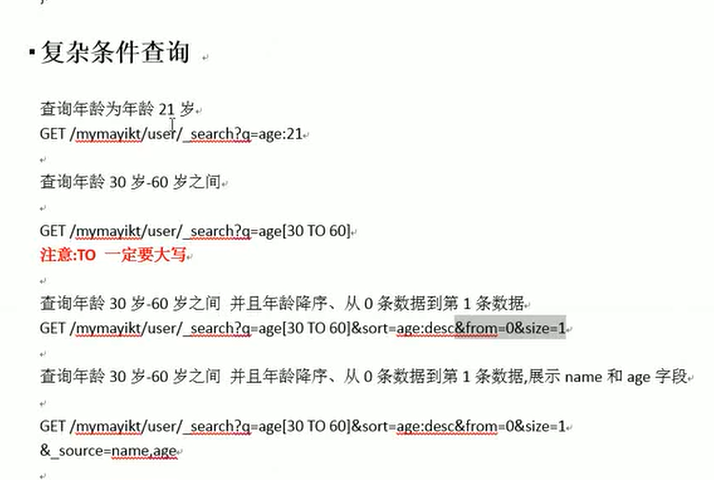 复杂条件查询
查询年龄为年龄 21 岁
GET /mymayikt/user/_search?q=age:21
查询年龄 30 岁-60 岁之间
GET /mymayikt/user/_search?q=age[30 TO 60]
注意:TO 一定要大写
查询年龄 30 岁-60 岁之间 并且年龄降序、从 0 条数据到第 1 条数据
GET /mymayikt/user/_search?q=age[30 TO 60]&sort=age:desc&from=0&size=1
查询年龄 30 岁-60 岁之间 并且年龄降序、从 0 条数据到第 1 条数据,展示 name 和 age 字段
GET /mymayikt/user/_search?q=age[30 TO 60]&sort=age:desc&from=0&size=1
&_source=name,age